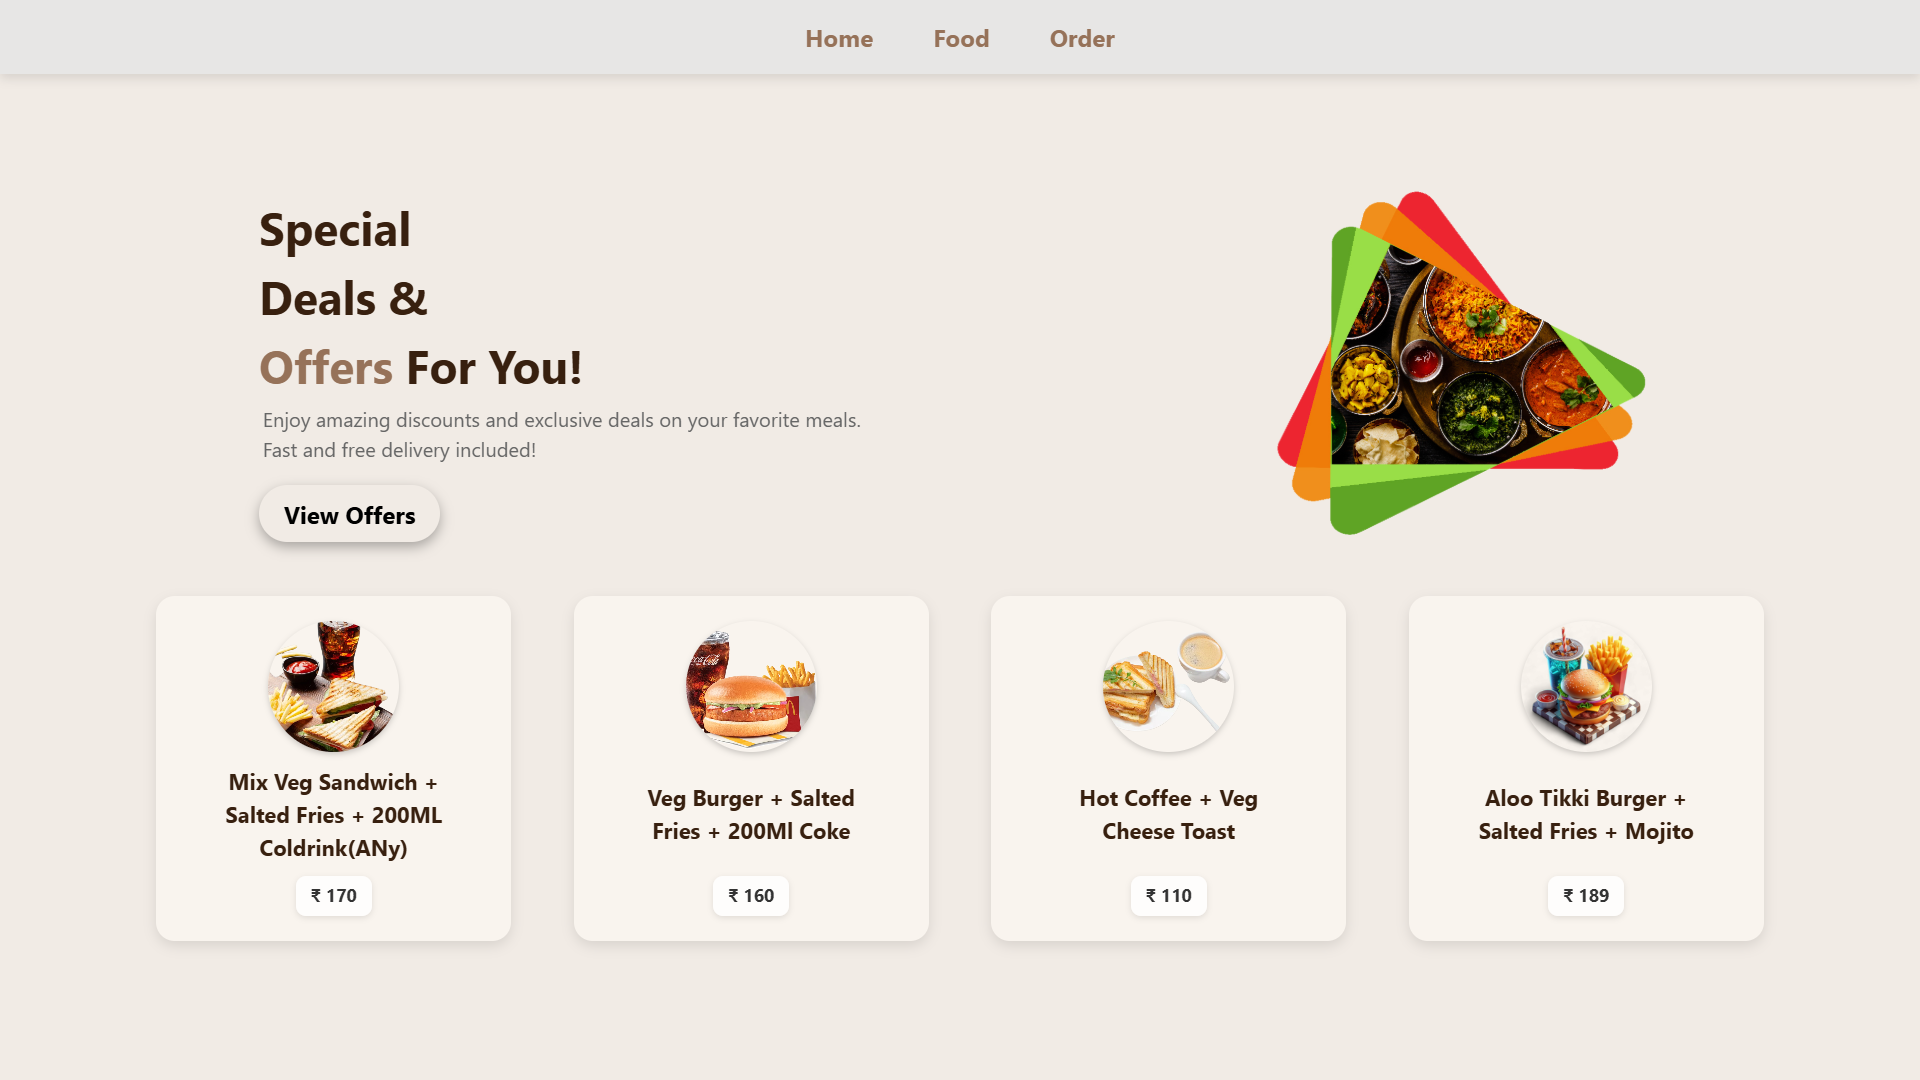 Home Food Order
Special
Deals &
Offers For You!
Enjoy amazing discounts and exclusive deals on your favorite meals.
Fast and free delivery included!
View Offers
Mix Veg Sandwich +
Salted Fries + 200ML
Coldrink(ANy)
₹ 170
Veg Burger + Salted
Fries + 200Ml Coke
₹ 160
Hot Coffee + Veg
Cheese Toast
₹ 110
Aloo Tikki Burger +
Salted Fries + Mojito
₹ 189